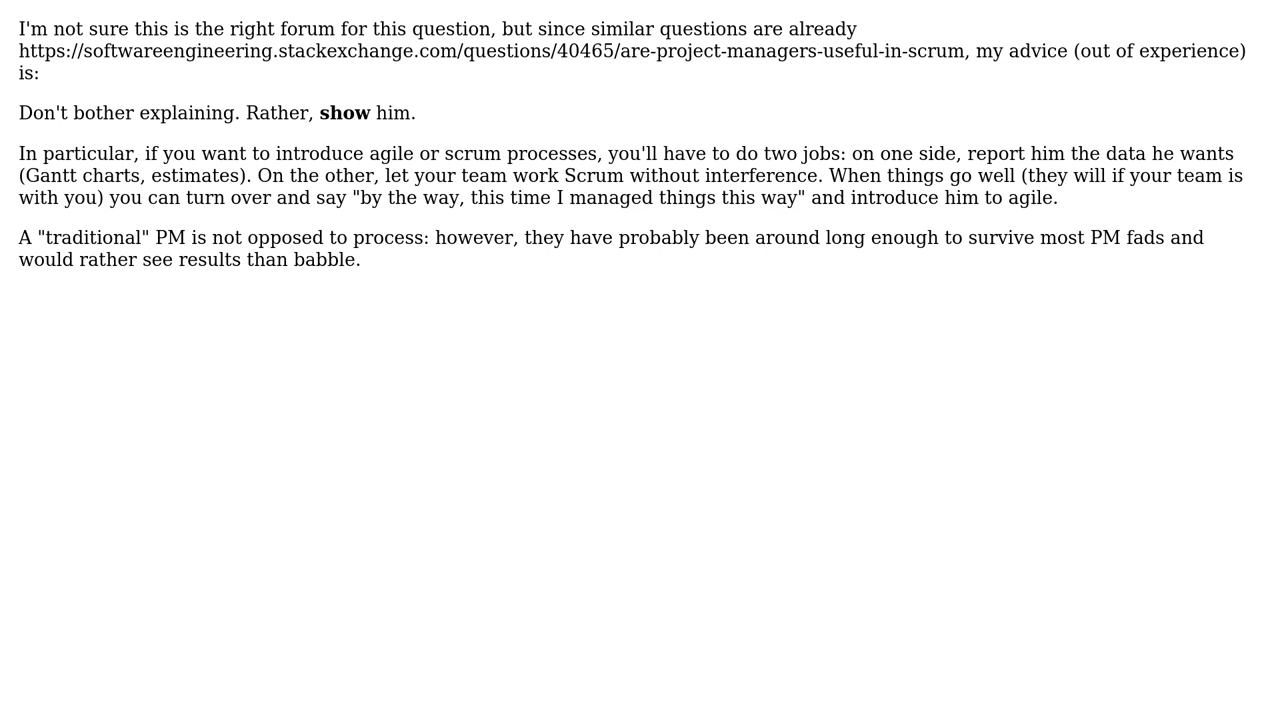 I'm not sure this is the right forum for this question, but since similar questions are already
https://softwareengineering.stackexchange.com/questions/40465/are-project-managers-useful-in-scrum, my advice (out of experience)
is:
Don't bother explaining. Rather, show him.
In particular, if you want to introduce agile or scrum processes, you'll have to do two jobs: on one side, report him the data he wants
(Gantt charts, estimates). On the other, let your team work Scrum without interference. When things go well (they will if your team is
with you) you can turn over and say "by the way, this time I managed things this way" and introduce him to agile.
A "traditional" PM is not opposed to process: however, they have probably been around long enough to survive most PM fads and
would rather see results than babble.